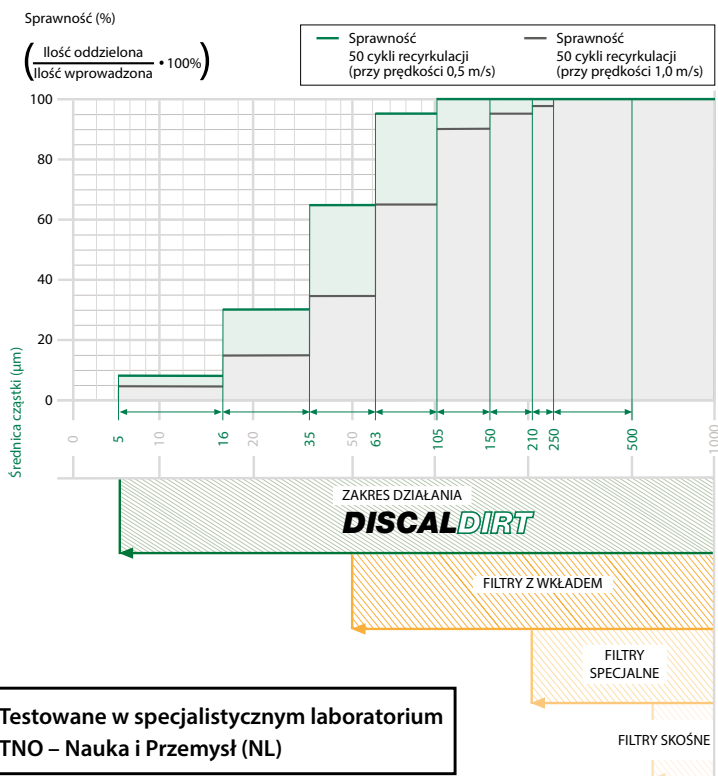 Sprawność (%)
( Ilość oddzielona
Ilość wprowadzona • 100% )
Sprawność
50 cykli recyrkulacji
(przy prędkości 0,5 m/s)
Sprawność
50 cykli recyrkulacji
(przy prędkości 1,0 m/s)
100
80
60
40
20
0
Średnica cząstki (μm)
0 5 10 16 20 35 50 63 105 150 210 250 500 1000
ZAKRES DZIAŁANIA
DISCALDIRT
FILTRY Z WKŁADEM
FILTRY
SPECJALNE
FILTRY SKOŚNE
Testowane w specjalistycznym laboratorium
TNO – Nauka i Przemysł (NL)